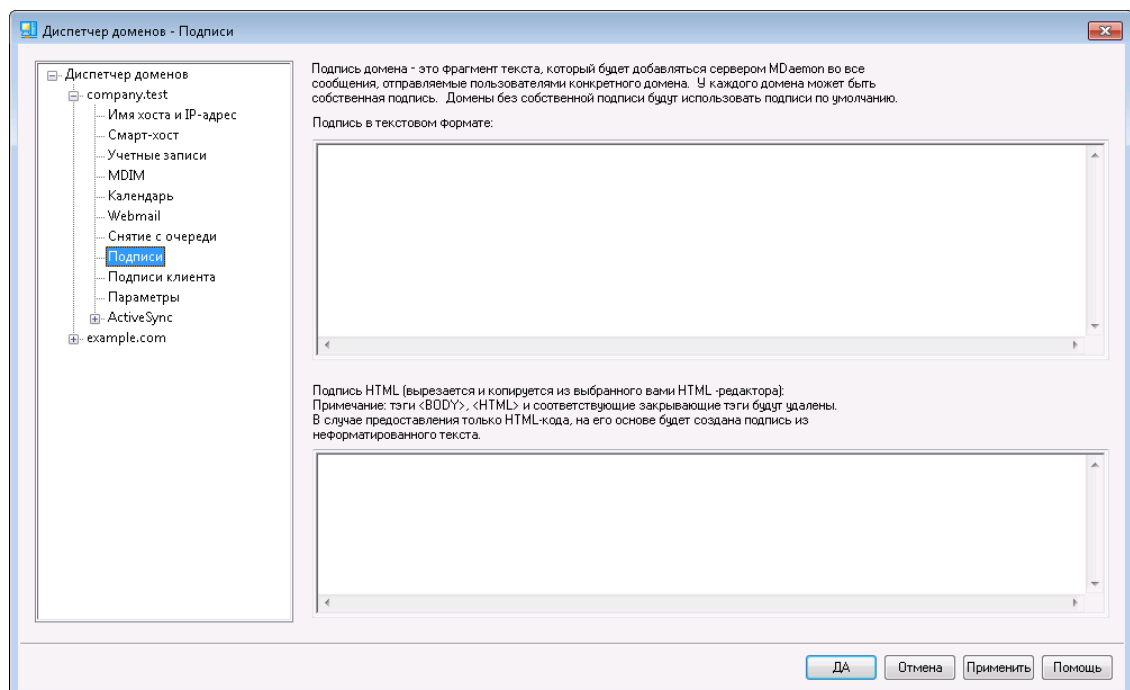 Диспетчер доменов - Подписи
Диспетчер доменов
company.test
Имя хоста и IP-адрес
Смарт-хост
Учетные записи
MDIM
Календарь
Webmail
Снятие с очереди
Подписи
Подписи клиента
Параметры
ActiveSync
example.com
Подпись домена - это фрагмент текста, который будет добавляться сервером MDaemon во все
сообщения, отправляемые пользователями конкретного домена. У каждого домена может быть
собственная подпись. Домены без собственной подписи будут использовать подписи по умолчанию.
Подпись в текстовом формате:
Подпись HTML (вырезается и копируется из выбранного вами HTML -редактора):
Примечание: тэги <BODY>, <HTML> и соответствующие закрывающие тэги будут удалены.
В случае предоставления только HTML-кода, на его основе будет создана подпись из
неформатированного текста.
ДА
Отмена
Применить
Помощь